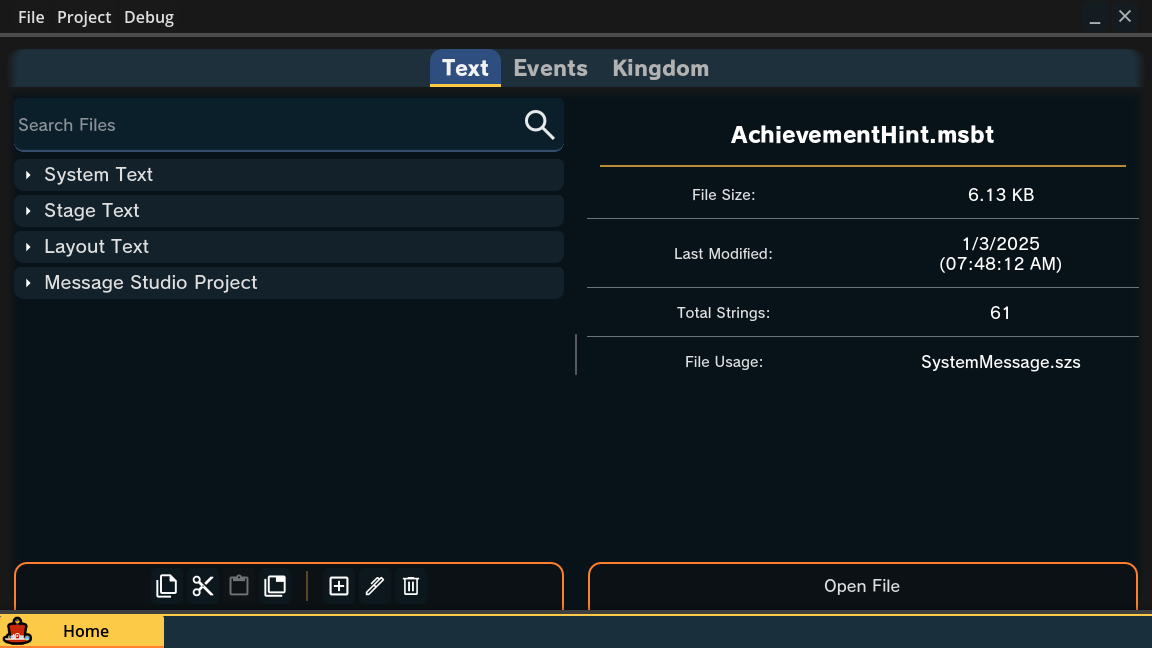 File Project Debug
Text Events Kingdom
Search Files
System Text
Stage Text
Layout Text
Message Studio Project
AchievementHint.msbt
File Size: 6.13 KB
Last Modified: 1/3/2025
(07:48:12 AM)
Total Strings: 61
File Usage: SystemMessage.szs
Open File
Home